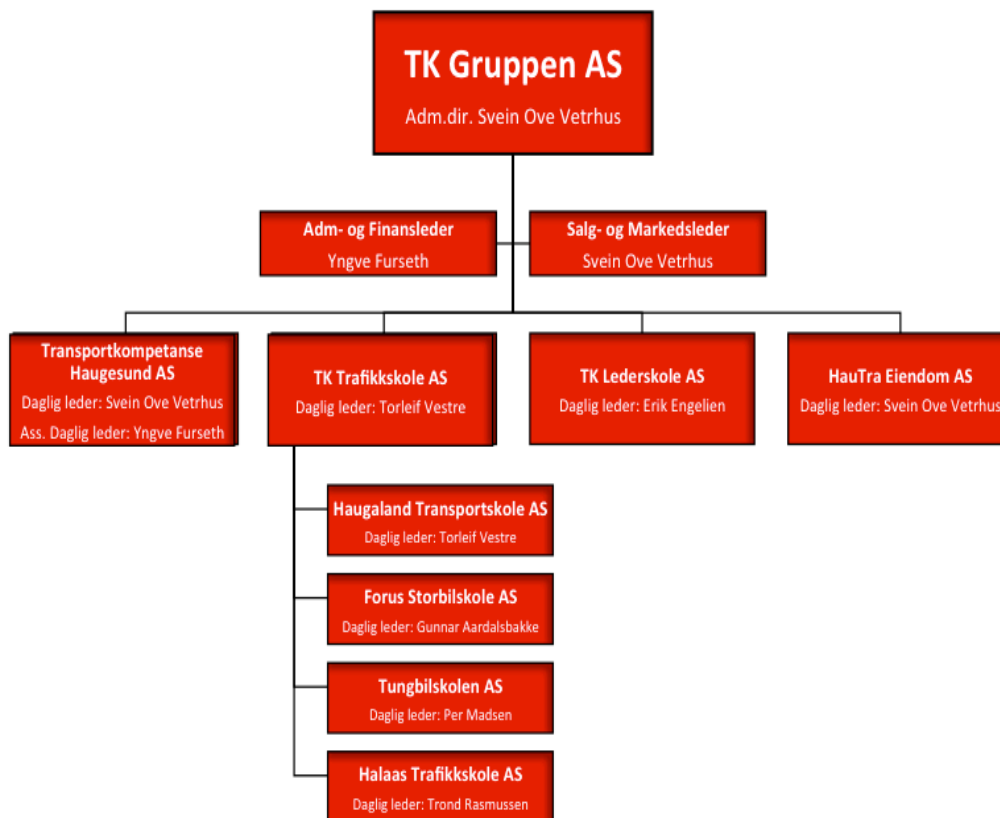 TK Gruppen AS
Adm.dir. Svein Ove Vetrhus
Adm- og Finansleder
Yngve Furseth
Salg- og Markedsleder
Svein Ove Vetrhus
Transportkompetanse
Haugesund AS
Daglig leder: Svein Ove Vetrhus
Ass. Daglig leder: Yngve Furseth
TK Trafikkskole AS
Daglig leder: Torleif Vestre
TK Lederskole AS
Daglig leder: Erik Engelien
HauTra Eiendom AS
Daglig leder: Svein Ove Vetrhus
Haugaland Transportskole AS
Daglig leder: Torleif Vestre
Forus Storbilskole AS
Daglig leder: Gunnar Aardalsbakke
Tungbilskolen AS
Daglig leder: Per Madsen
Halaas Trafikkskole AS
Daglig leder: Trond Rasmussen